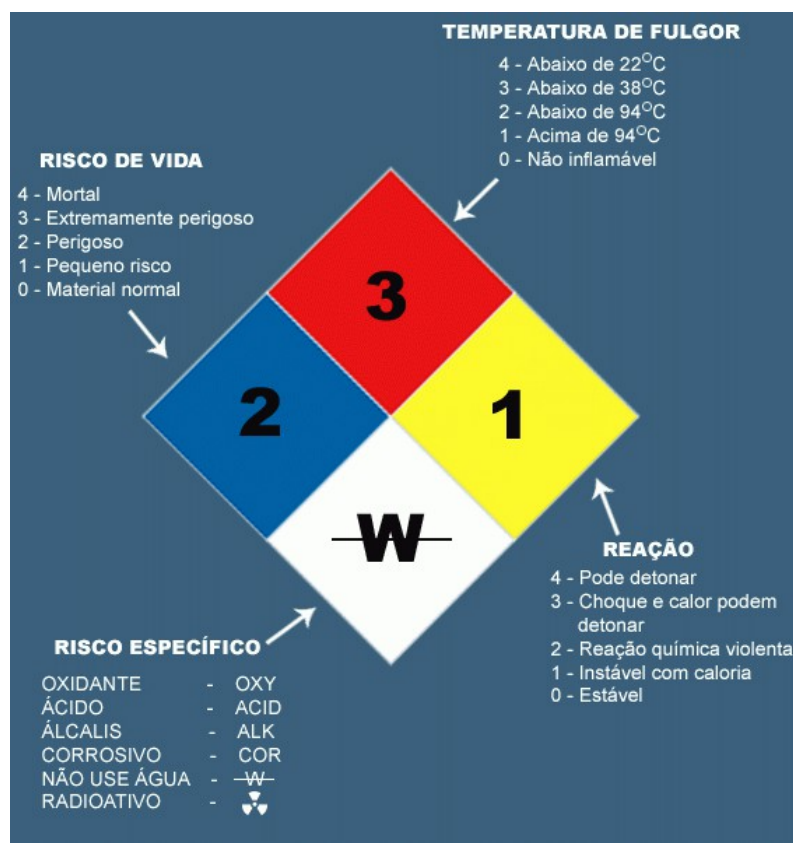 TEMPERATURA DE FULGOR
4 - Abaixo de 22°C
3 - Abaixo de 38°C
2 - Abaixo de 94°C
1 - Acima de 94°C
0 - Não inflamável
RISCO DE VIDA
4 - Mortal
3 - Extremamente perigoso
2 - Perigoso
1 - Pequeno risco
0 - Material normal
3
2
1
W
REAÇÃO
4 - Pode detonar
3 - Choque e calor podem
detonar
2 - Reação química violenta
1 - Instável com caloria
0 - Estável
RISCO ESPECÍFICO
OXIDANTE - OXY
ÁCIDO - ACID
ÁLCALIS - ALK
CORROSIVO - COR
NÃO USE ÁGUA - W
RADIOATIVO -